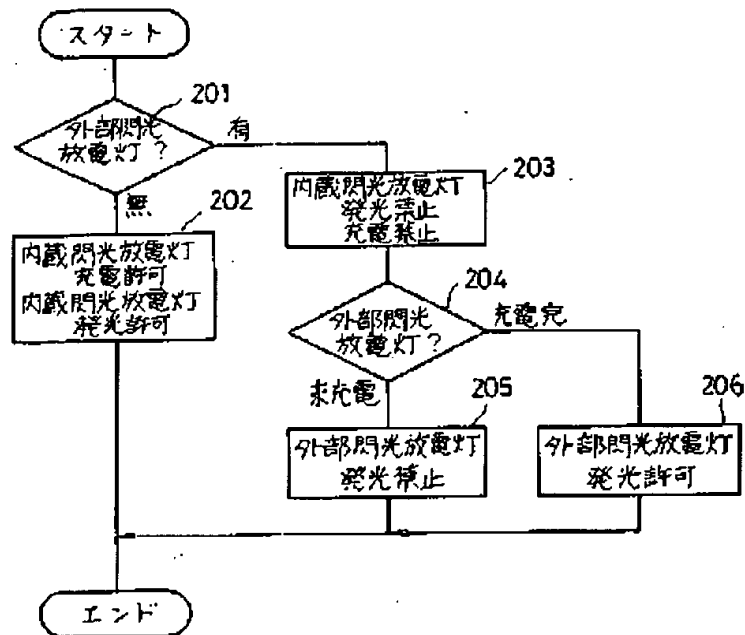 スタート
201
外部閃光
放電灯?
有
無
202
内蔵閃光放電灯
充電許可
内蔵閃光放電灯
発光許可
203
内蔵閃光放電灯
発光禁止
充電禁止
204
外部閃光
放電灯?
充電完
未充電
205
外部閃光放電灯
発光禁止
206
外部閃光放電灯
発光許可
エンド